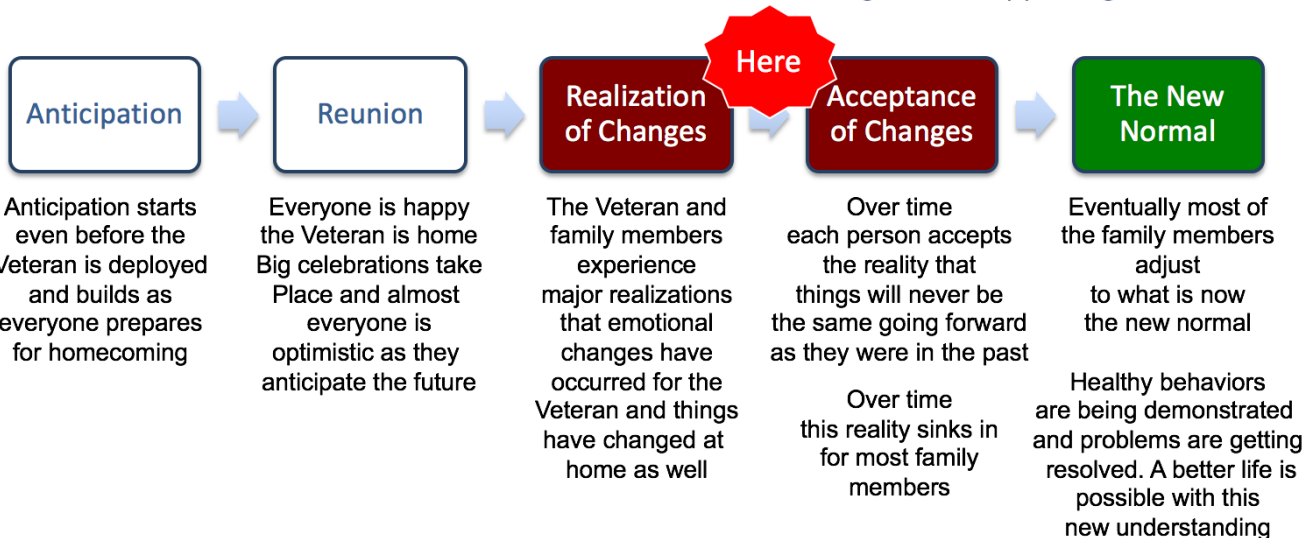 Here
Anticipation
Reunion
Realization
of Changes
Acceptance
of Changes
The New
Normal
Anticipation starts
even before the
Veteran is deployed
and builds as
everyone prepares
for homecoming
Everyone is happy
the Veteran is home
Big celebrations take
Place and almost
everyone is
optimistic as they
anticipate the future
The Veteran and
family members
experience
major realizations
that emotional
changes have
occurred for the
Veteran and things
have changed at
home as well
Over time
each person accepts
the reality that
things will never be
the same going forward
as they were in the past
Over time
this reality sinks in
for most family
members
Eventually most of
the family members
adjust
to what is now
the new normal
Healthy behaviors
are being demonstrated
and problems are getting
resolved. A better life is
possible with this
new understanding